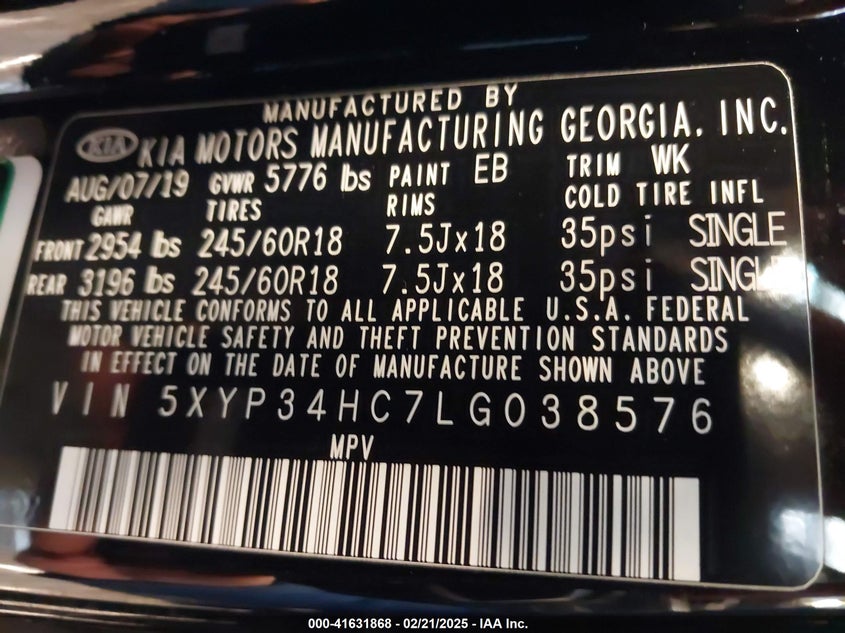 MANUFACTURED BY
KIA KIA MOTORS MANUFACTURING GEORGIA, INC.
AUG/07/19 GVWR 5776 lbs PAINT EB TRIM WK
GAWR TIRES RIMS COLD TIRE INFL
FRONT 2954 lbs 245/60R18 7.5Jx18 35psi SINGLE
REAR 3196 lbs 245/60R18 7.5Jx18 35psi SINGLE
THIS VEHICLE CONFORMS TO ALL APPLICABLE U.S.A. FEDERAL
MOTOR VEHICLE SAFETY AND THEFT PREVENTION STANDARDS
IN EFFECT ON THE DATE OF MANUFACTURE SHOWN ABOVE
VIN 5XYP34HC7LG038576
MPV
000-41631868 - 02/21/2025 - IAA Inc.